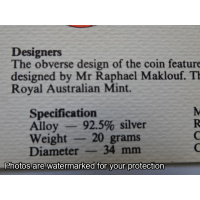 Designers
The obverse design of the coin feature
designed by Mr Raphael Maklouf. Th
Royal Australian Mint.
Specification
Alloy — 92.5% silver
Weight — 20 grams
Diameter — 34 mm
M
R
C
C
Photos are watermarked for your protection